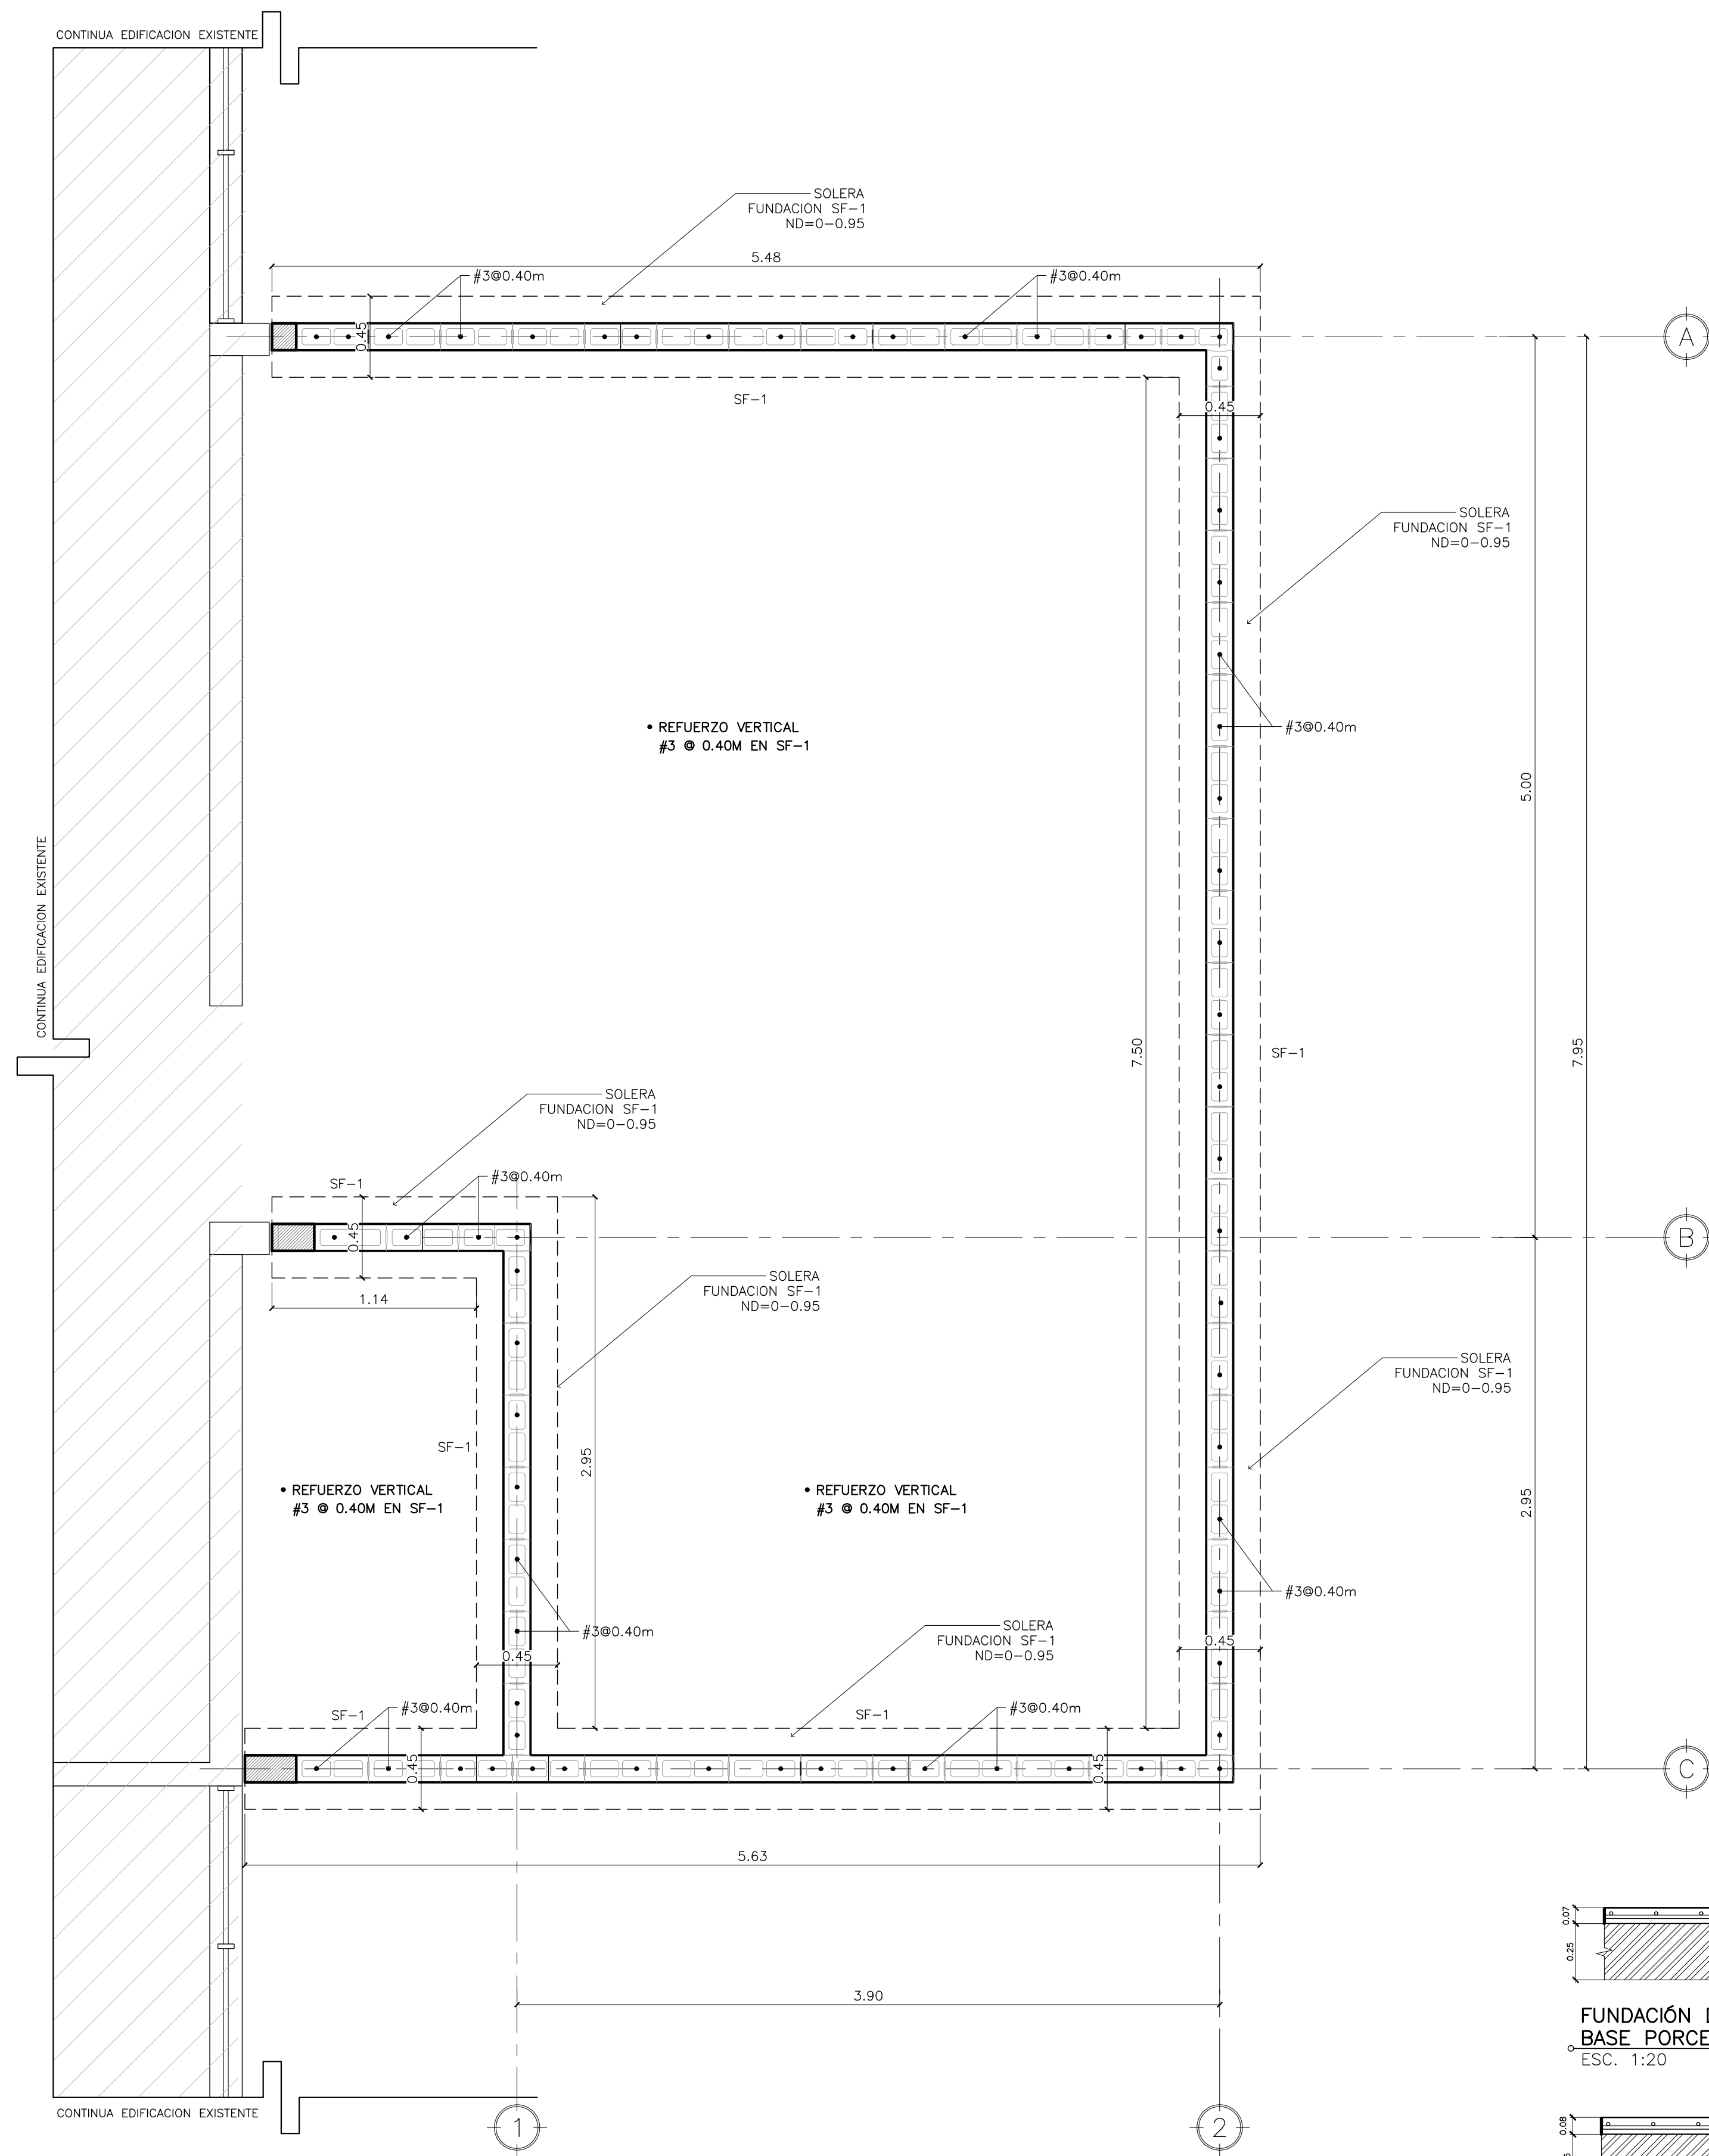 CONTINUA EDIFICACION EXISTENTE
SOLERA
FUNDACION SF-1
ND=0-0.95
5.48
#3@0.40m
#3@0.40m
0.45
A
SF-1
0.45
SOLERA
FUNDACION SF-1
ND=0-0.95
• REFUERZO VERTICAL
#3 @ 0.40M EN SF-1
#3@0.40m
5.00
CONTINUA EDIFICACION EXISTENTE
7.50
SF-1
7.95
SOLERA
FUNDACION SF-1
ND=0-0.95
SF-1
#3@0.40m
0.45
B
1.14
SOLERA
FUNDACION SF-1
ND=0-0.95
SOLERA
FUNDACION SF-1
ND=0-0.95
SF-1
2.95
• REFUERZO VERTICAL
#3 @ 0.40M EN SF-1
• REFUERZO VERTICAL
#3 @ 0.40M EN SF-1
2.95
#3@0.40m
#3@0.40m
SOLERA
FUNDACION SF-1
ND=0-0.95
0.45
0.45
SF-1
#3@0.40m
SF-1
#3@0.40m
0.45
0.45
C
5.63
0.07
0.25
3.90
FUNDACIÓN
BASE PORCE
ESC. 1:20
CONTINUA EDIFICACION EXISTENTE
1
2
0.08